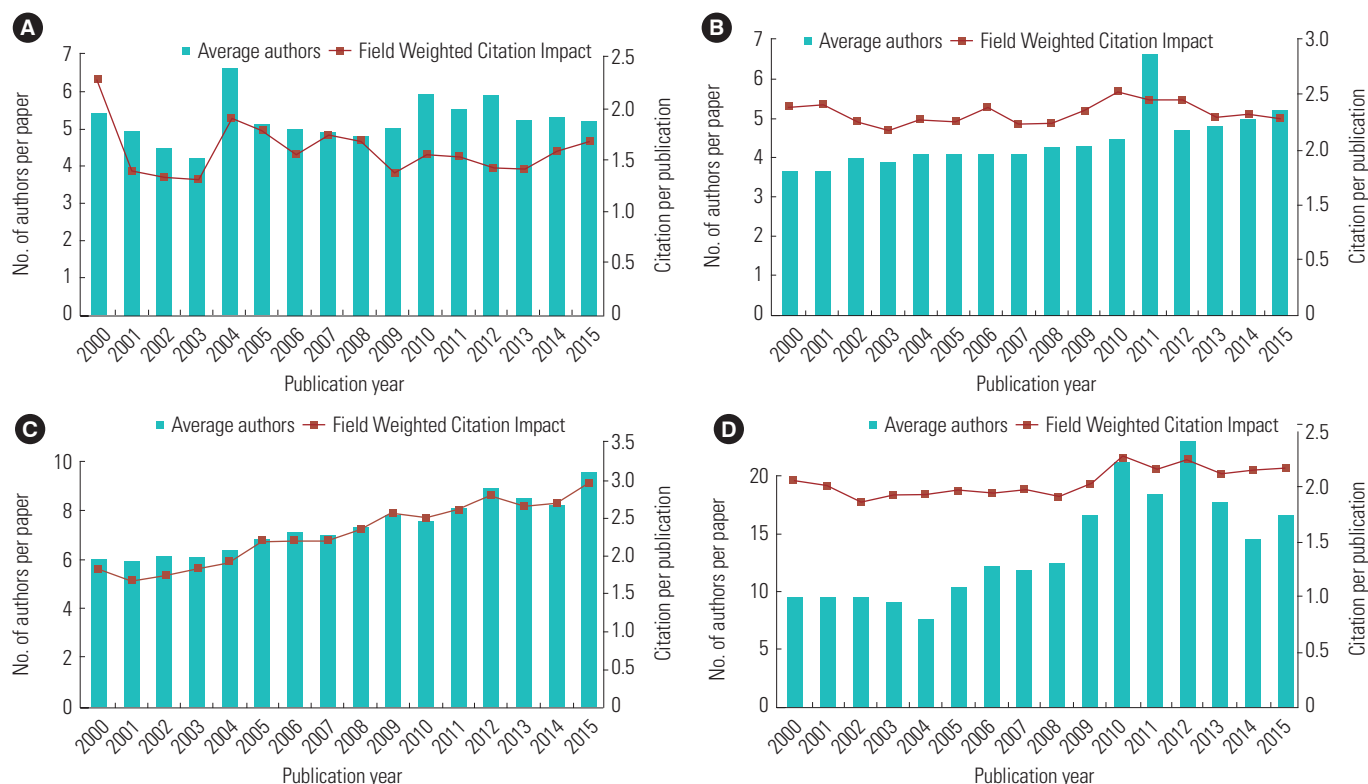 A
Average authors Field Weighted Citation Impact
No. of authors per paper
7
6
5
4
3
2
1
0
2.5
2.0
1.5
1.0
0.5
0
Citation per publication
2000 2001 2002 2003 2004 2005 2006 2007 2008 2009 2010 2011 2012 2013 2014 2015
Publication year
B
Average authors Field Weighted Citation Impact
No. of authors per paper
7
6
5
4
3
2
1
0
3.0
2.5
2.0
1.5
1.0
0.5
0
Citation per publication
2000 2001 2002 2003 2004 2005 2006 2007 2008 2009 2010 2011 2012 2013 2014 2015
Publication year
C
Average authors Field Weighted Citation Impact
No. of authors per paper
10
8
6
4
2
0
3.5
3.0
2.5
2.0
1.5
1.0
0.5
0
Citation per publication
2000 2001 2002 2003 2004 2005 2006 2007 2008 2009 2010 2011 2012 2013 2014 2015
Publication year
D
Average authors Field Weighted Citation Impact
No. of authors per paper
20
15
10
5
0
2.5
2.0
1.5
1.0
0.5
0
Citation per publication
2000 2001 2002 2003 2004 2005 2006 2007 2008 2009 2010 2011 2012 2013 2014 2015
Publication year